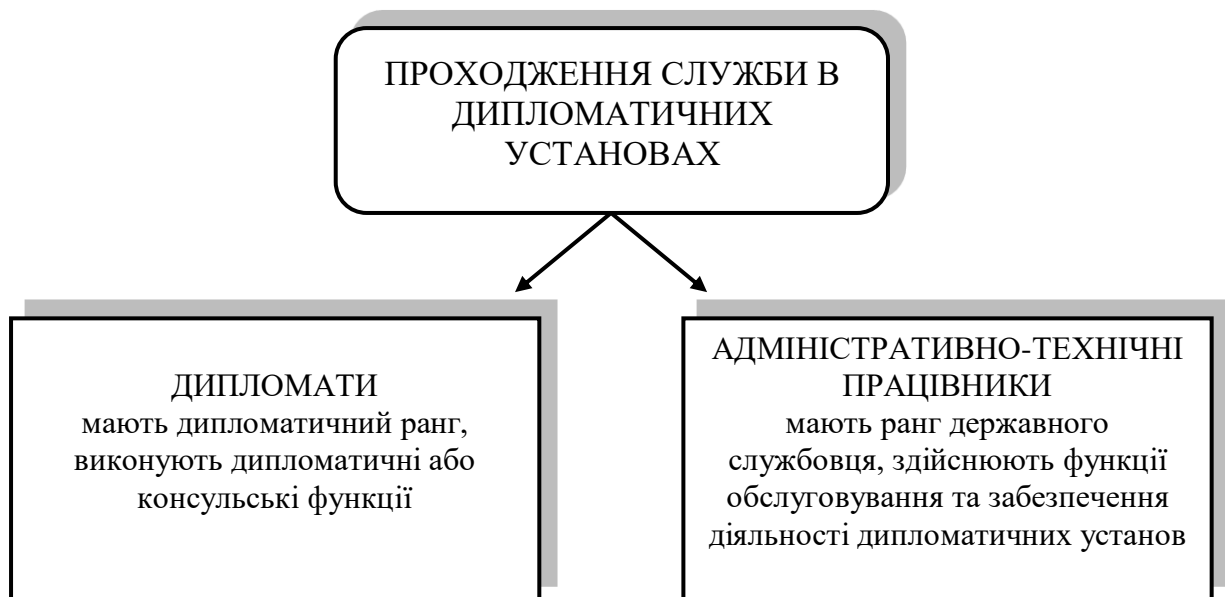 ПРОХОДЖЕННЯ СЛУЖБИ В
ДИПЛОМАТИЧНИХ
УСТАНОВАХ
ДИПЛОМАТИ
мають дипломатичний ранг,
виконують дипломатичні або
консульські функції
АДМІНІСТРАТИВНО-ТЕХНІЧНІ
ПРАЦІВНИКИ
мають ранг державного
службовця, здійснюють функції
обслуговування та забезпечення
діяльності дипломатичних установ